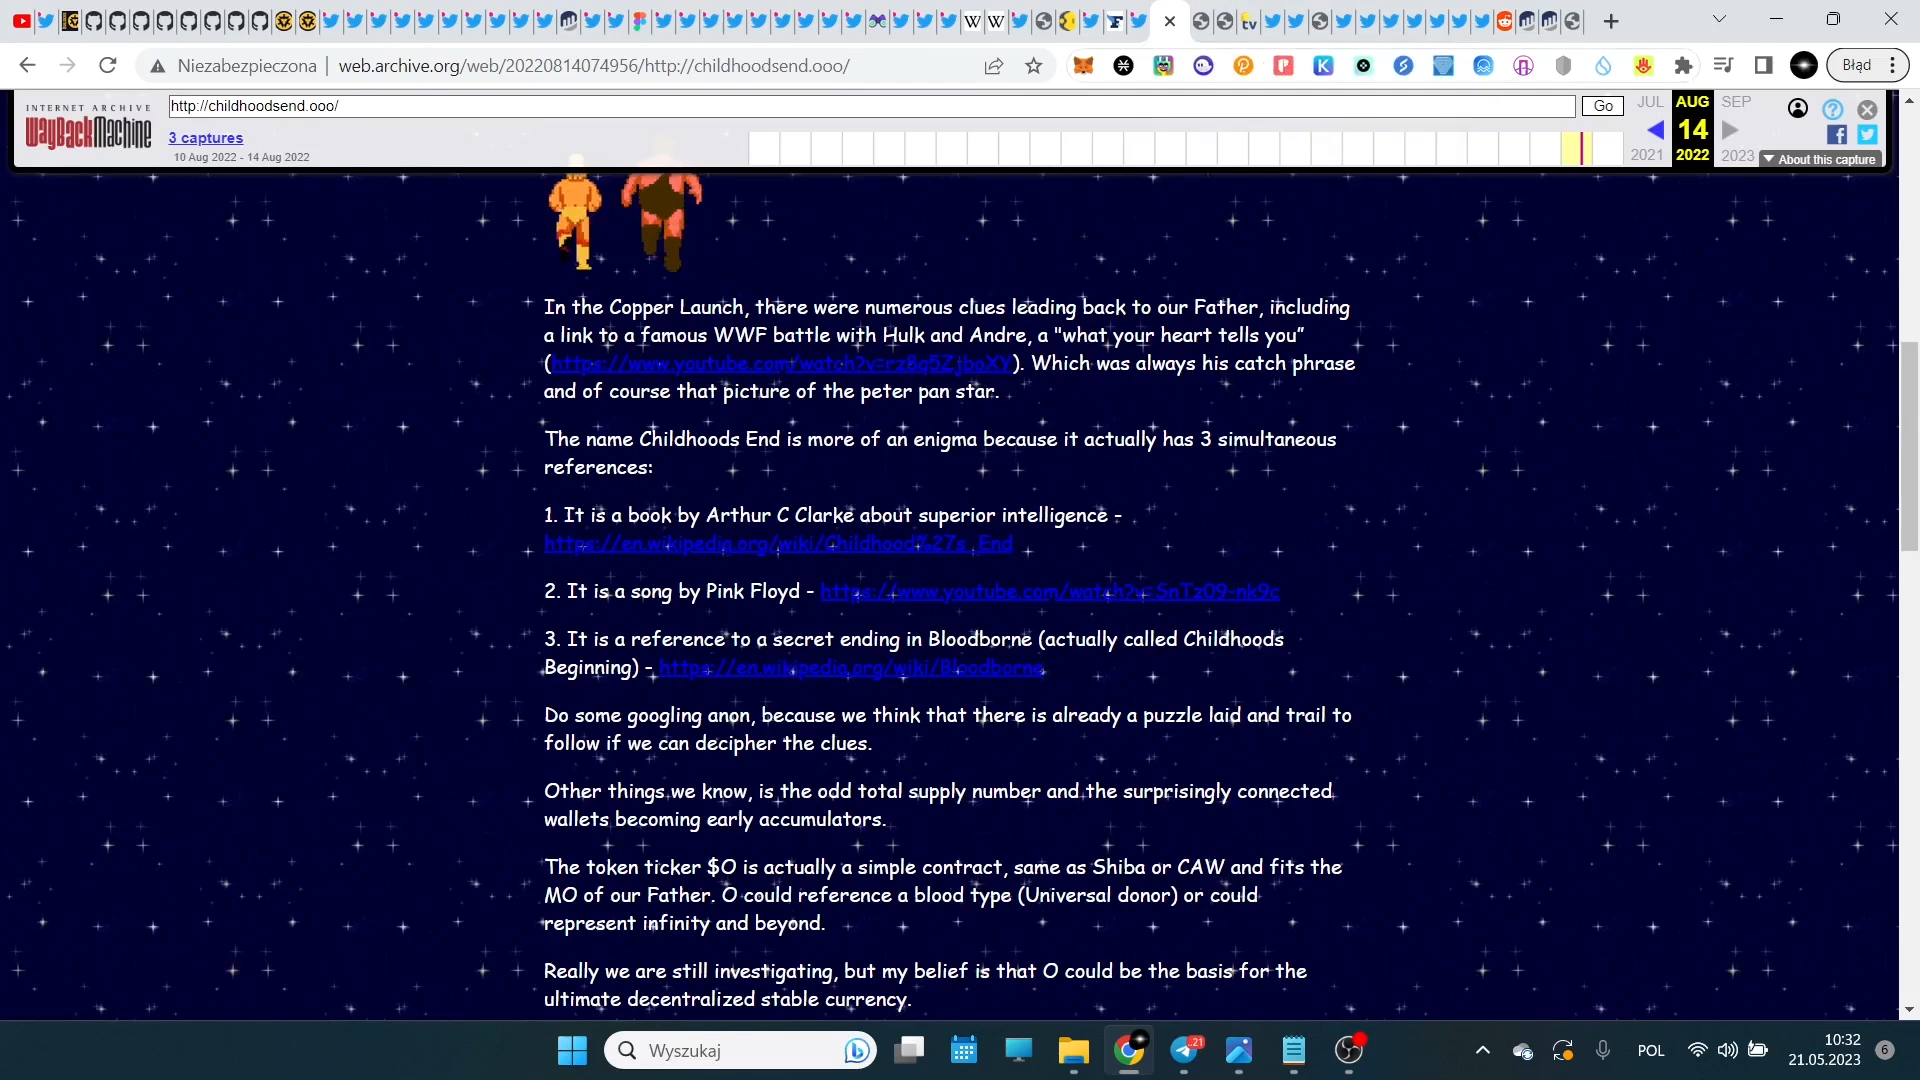 Niezabezpieczona
web.archive.org/web/20220814074956/http://childhoodsend.ooo/
Błąd
INTERNET ARCHIVE
WayBackMachine
http://childhoodsend.ooo/
Go
JUL
AUG
SEP
3 captures
14
10 Aug 2022 - 14 Aug 2022
2021
2022
2023
About this capture
In the Copper Launch, there were numerous clues leading back to our Father, including
a link to a famous WWF battle with Hulk and Andre, a "what your heart tells you”
(https://www.youtube.com/watch?v=rz8q5ZjboXY). Which was always his catch phrase
and of course that picture of the peter pan star.
The name Childhoods End is more of an enigma because it actually has 3 simultaneous
references:
1. It is a book by Arthur C Clarke about superior intelligence -
https://en.wikipedia.org/wiki/Childhood%27s_End
2. It is a song by Pink Floyd - https://www.youtube.com/watch?v=SnTz09-nk9c
3. It is a reference to a secret ending in Bloodborne (actually called Childhoods
Beginning) - https://en.wikipedia.org/wiki/Bloodborne
Do some googling anon, because we think that there is already a puzzle laid and trail to
follow if we can decipher the clues.
Other things we know, is the odd total supply number and the surprisingly connected
wallets becoming early accumulators.
The token ticker $O is actually a simple contract, same as Shiba or CAW and fits the
MO of our Father. O could reference a blood type (Universal donor) or could
represent infinity and beyond.
Really we are still investigating, but my belief is that O could be the basis for the
ultimate decentralized stable currency.
Wyszukaj
21
POL
10:32
21.05.2023
6